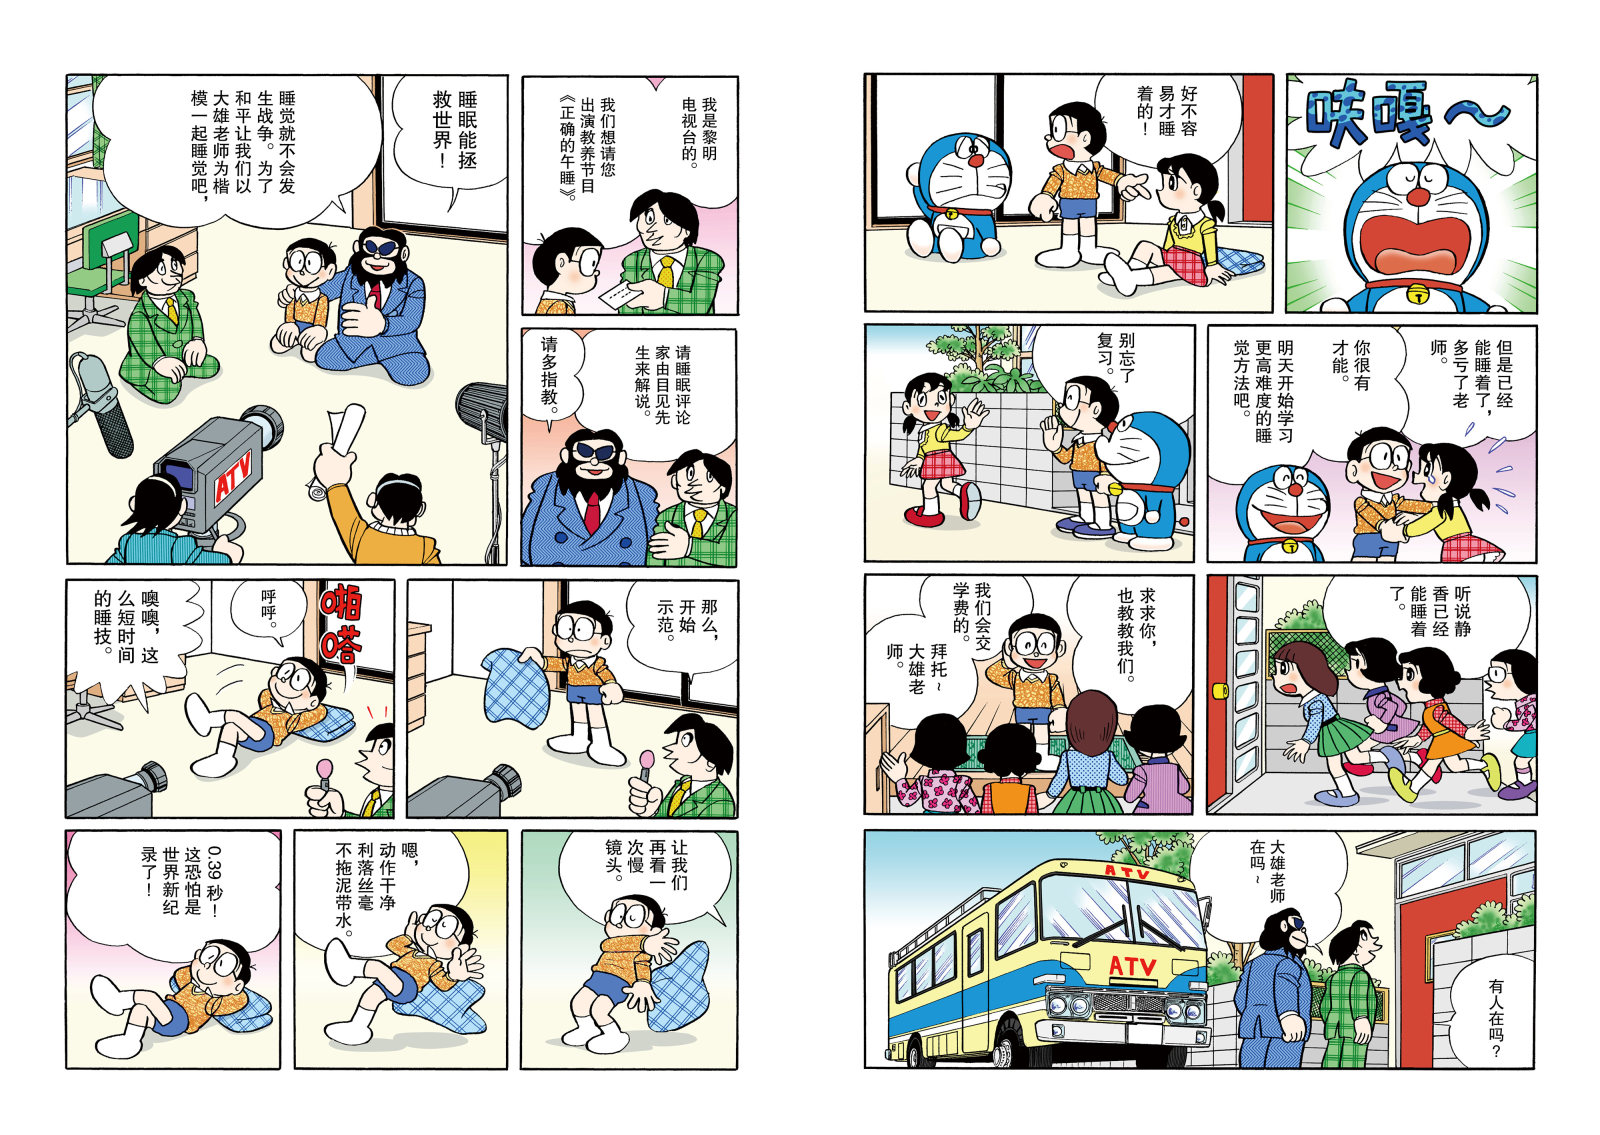 呋嘎～
好不容
易才睡
着的！
但是已经
能睡着了，
多亏了老
师。
你很有
才能。
明天开始学习
更高难度的睡
觉方法吧。
别忘了
复习。
听说静
香已经
能睡着
了。
求求你，
也教教我们。
我们会交
学费的。
拜托~
大雄老
师。
有人在吗？
大雄老师
在吗~
ATV
ATV
我是黎明
电视台的。
我们想请您
出演教养节目
《正确的午睡》。
请睡眠评论
家由目见先
生来解说。
请多指教。
睡眠能拯
救世界！
睡觉就不会发
生战争。为了
和平让我们以
大雄老师为楷
模一起睡觉吧，
ATV
那么，
开始
示范。
啪
嗒
呼呼。
噢噢，这
么短时间
的睡技。
让我们
再看一
次慢
镜头。
嗯，
动作干净
利落丝毫
不拖泥带水。
0.39 秒！
这恐怕是
世界新纪
录了！